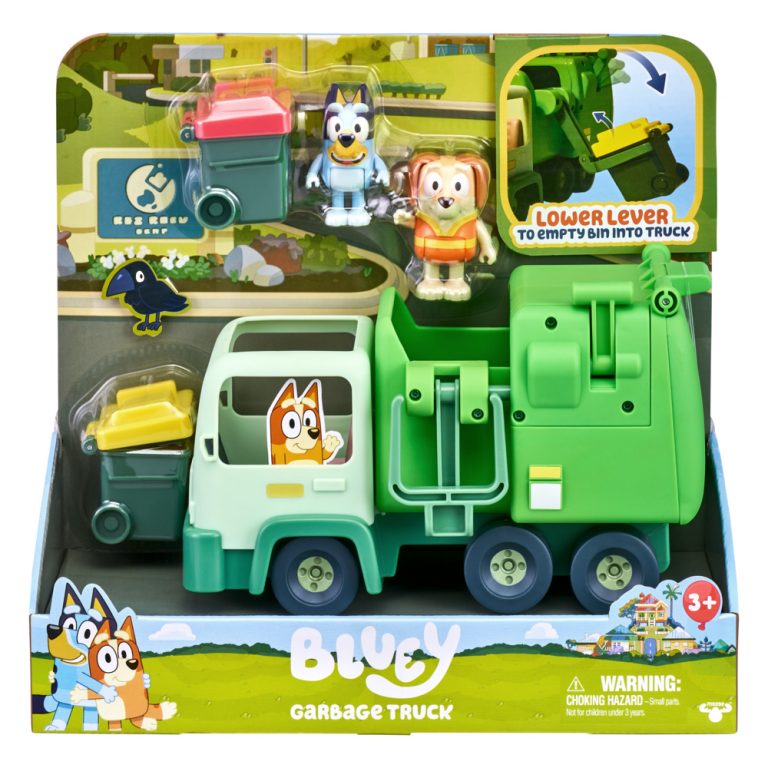 LOWER LEVER
TO EMPTY BIN INTO TRUCK
BLUEY
GARBAGE TRUCK
3+
WARNING:
CHOKING HAZARD – Small parts.
Not for children under 3 years.